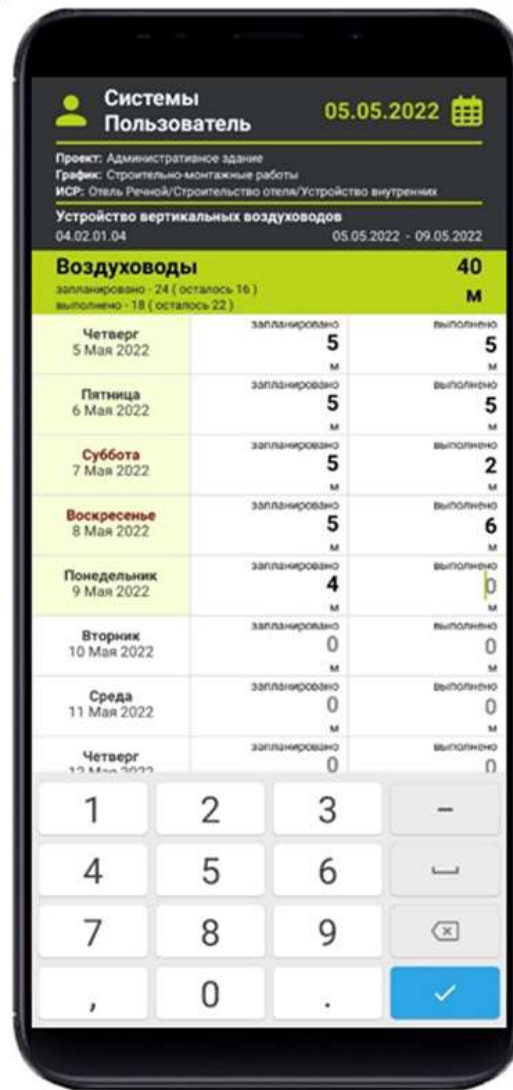 Системы
Пользователь
05.05.2022
Проект: Административное здание
График: Строительно-монтажные работы
ИСР: Отель Речной/Строительство отеля/Устройство внутренних
Устройство вертикальных воздуховодов
04.02.01.04 05.05.2022 - 09.05.2022
Воздуховоды 40
запланировано - 24 ( осталось 16 ) м
выполнено - 18 ( осталось 22 )
запланировано выполнено
Четверг 5 5
5 Мая 2022
м м
запланировано выполнено
Пятница 5 5
6 Мая 2022
м м
запланировано выполнено
Суббота 5 2
7 Мая 2022
м м
запланировано выполнено
Воскресенье 5 6
8 Мая 2022
м м
запланировано выполнено
Понедельник 4 0
9 Мая 2022
м м
запланировано выполнено
Вторник 0 0
10 Мая 2022
м м
запланировано выполнено
Среда 0 0
11 Мая 2022
м м
запланировано выполнено
Четверг 0 0
12 Мая 2022
1 2 3 –
4 5 6
7 8 9
, 0 .